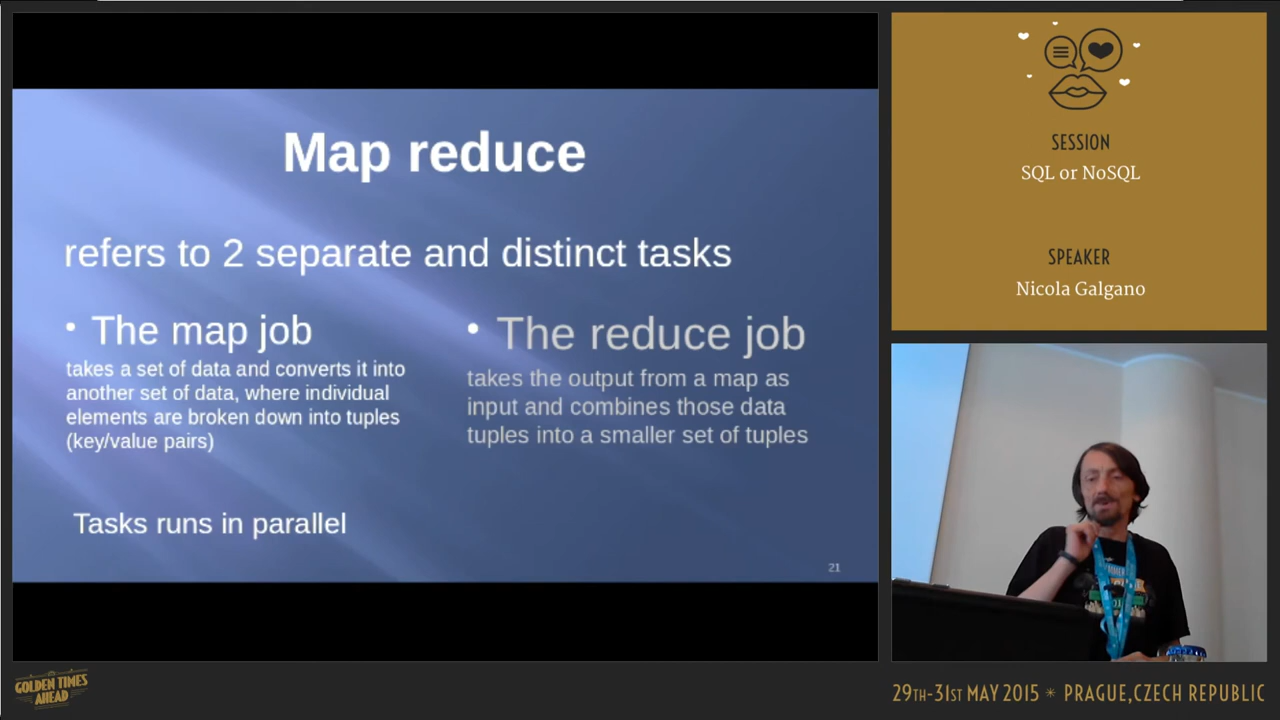 Map reduce
refers to 2 separate and distinct tasks
• The map job
takes a set of data and converts it into
another set of data, where individual
elements are broken down into tuples
(key/value pairs)
• The reduce job
takes the output from a map as
input and combines those data
tuples into a smaller set of tuples
Tasks runs in parallel
21
SESSION
SQL or NoSQL
SPEAKER
Nicola Galgano
GOLDEN TIMES
AHEAD
29TH-31ST MAY 2015 * PRAGUE,CZECH REPUBLIC